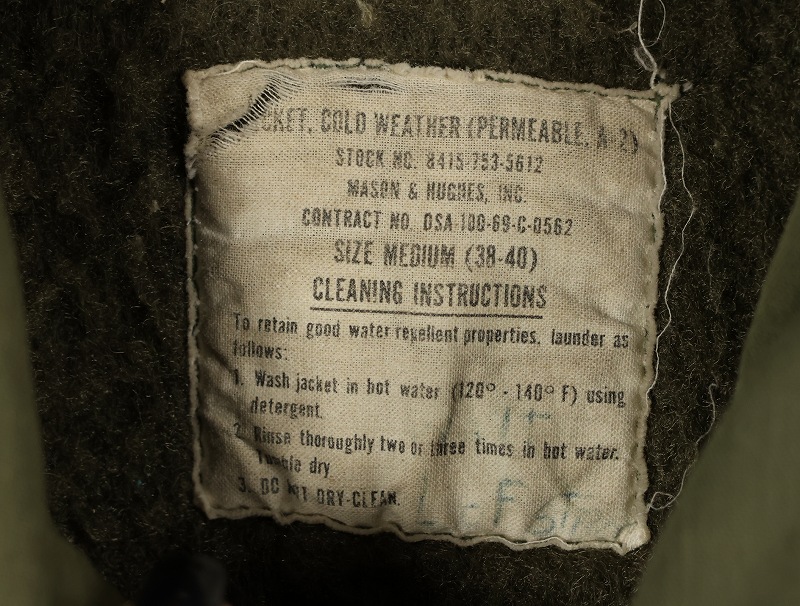 JACKET, COLD WEATHER (PERMEABLE, A-2)
STOCK NO. 8415-753-5612
MASON & HUGHES, INC.
CONTRACT NO. DSA-100-69-C-0562
SIZE MEDIUM (38-40)
CLEANING INSTRUCTIONS
To retain good water repellent properties, launder as
follows:
1. Wash jacket in hot water (120° - 140° F) using
detergent.
2. Rinse thoroughly two or three times in hot water.
Tumble dry
3. DO NOT DRY-CLEAN.